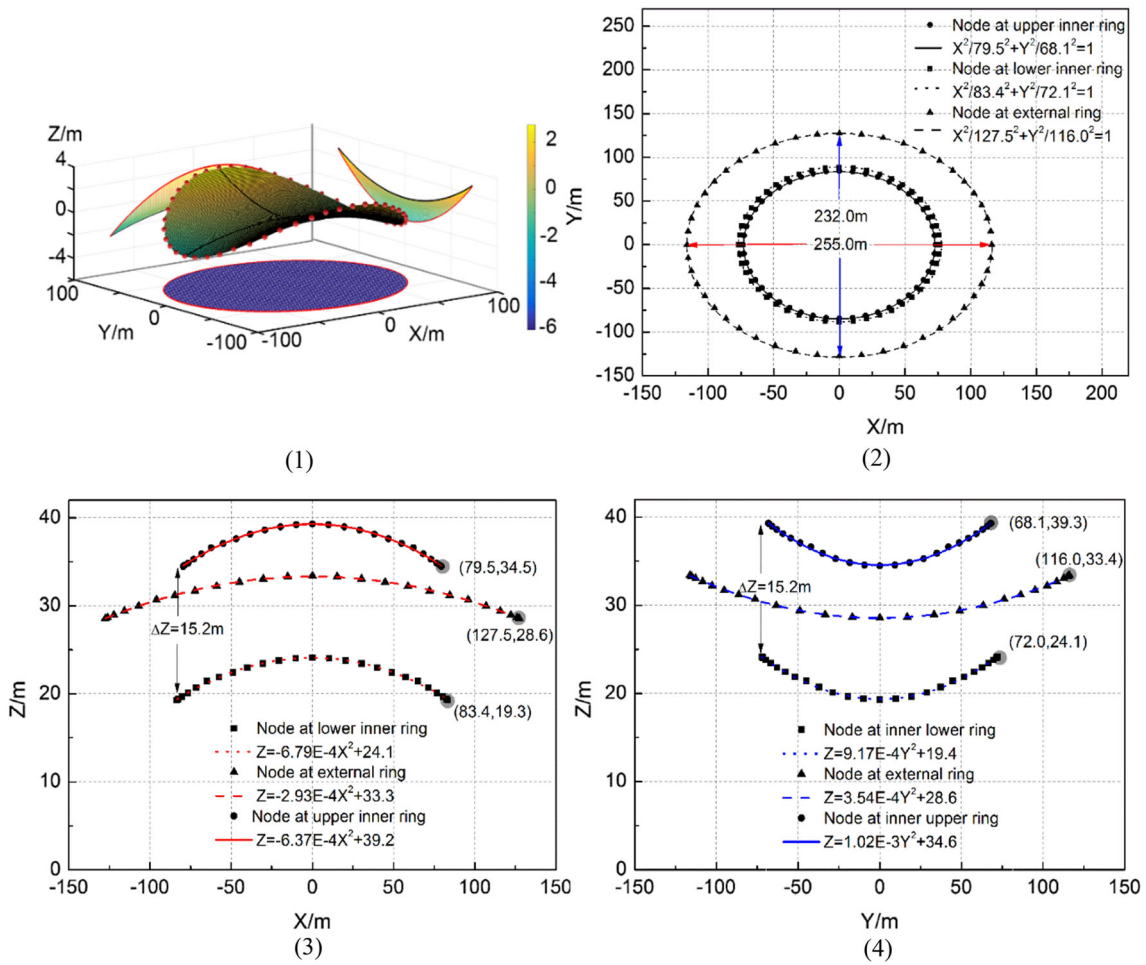 Z/m
4
2
0
-2
-4
-6
100
0
-100
Y/m
-100
0
100
X/m
2
0
-2
-4
-6
(1)
Node at upper inner ring
X²/79.5²+Y²/68.1²=1
Node at lower inner ring
X²/83.4²+Y²/72.1²=1
Node at external ring
X²/127.5²+Y²/116.0²=1
232.0m
255.0m
Y/m
250
200
150
100
50
0
-50
-100
-150
-150 -100 -50 0 50 100 150 200
X/m
(2)
40
30
20
10
0
Z/m
(79.5,34.5)
(127.5,28.6)
(83.4,19.3)
ΔZ=15.2m
Node at lower inner ring
Z=-6.79E-4X²+24.1
Node at external ring
Z=-2.93E-4X²+33.3
Node at upper inner ring
Z=-6.37E-4X²+39.2
-150 -100 -50 0 50 100 150
X/m
(3)
40
30
20
10
0
Z/m
(68.1,39.3)
(116.0,33.4)
(72.0,24.1)
ΔZ=15.2m
Node at inner lower ring
Z=9.17E-4Y²+19.4
Node at external ring
Z=3.54E-4Y²+28.6
Node at inner upper ring
Z=1.02E-3Y²+34.6
-150 -100 -50 0 50 100 150
Y/m
(4)